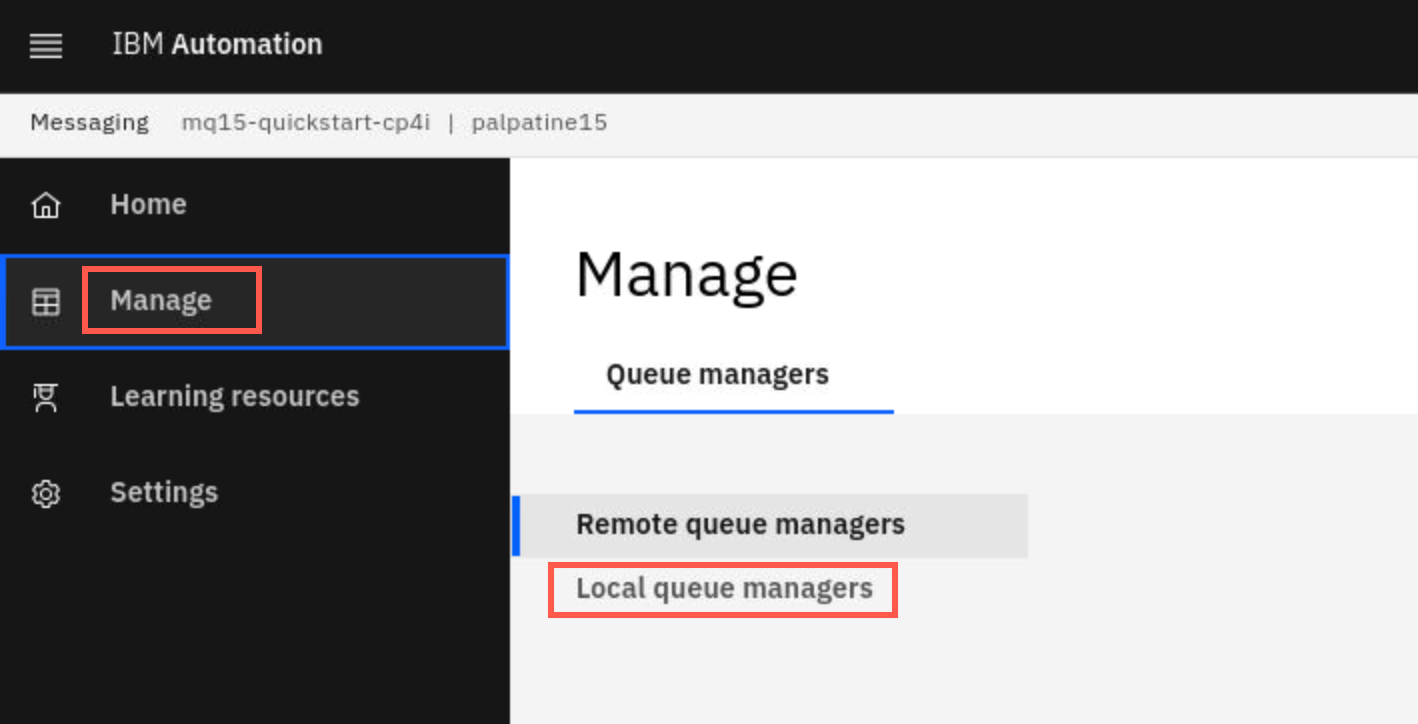 IBM Automation
Messaging mq15-quickstart-cp4i | palpatine15
Home
Manage
Learning resources
Settings
Manage
Queue managers
Remote queue managers
Local queue managers